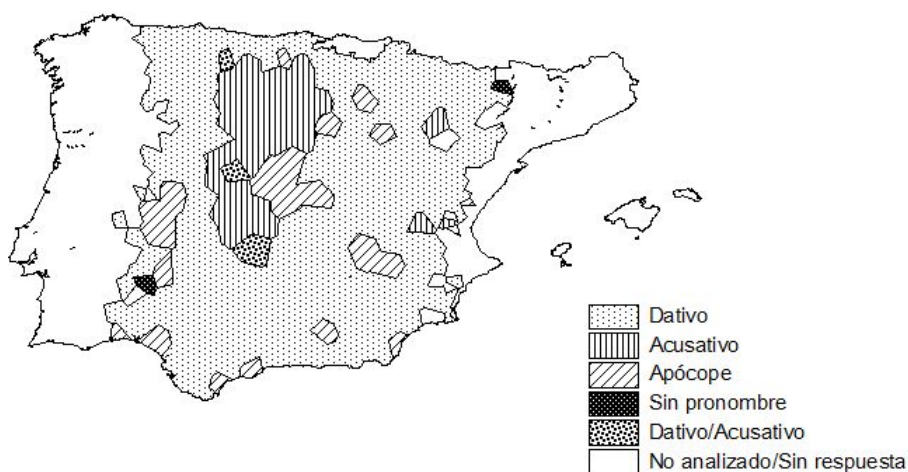 Dativo
Acusativo
Apócope
Sin pronombre
Dativo/Acusativo
No analizado/Sin respuesta